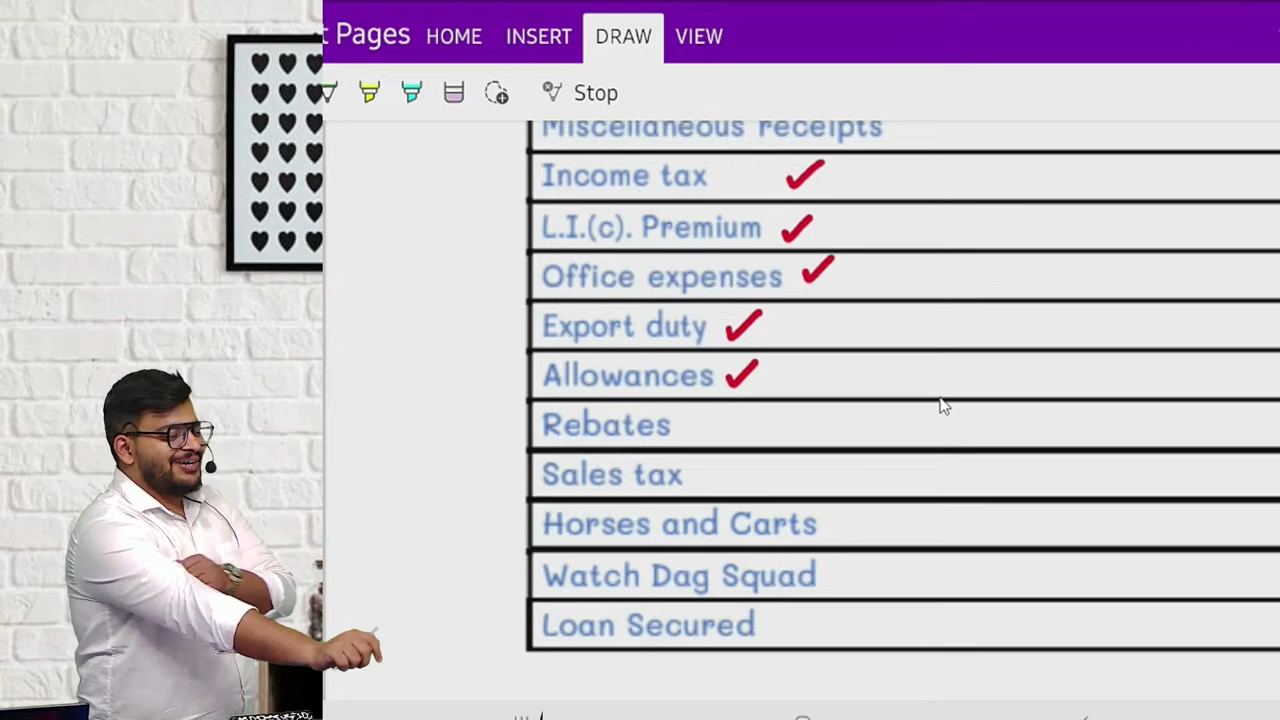 t Pages HOME INSERT DRAW VIEW
Stop
Miscellaneous receipts
Income tax
L.I.(c). Premium
Office expenses
Export duty
Allowances
Rebates
Sales tax
Horses and Carts
Watch Dag Squad
Loan Secured